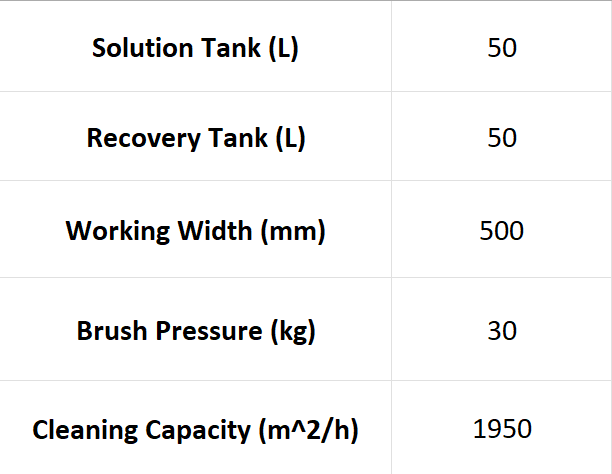 Solution Tank (L) 50
Recovery Tank (L) 50
Working Width (mm) 500
Brush Pressure (kg) 30
Cleaning Capacity (m^2/h) 1950